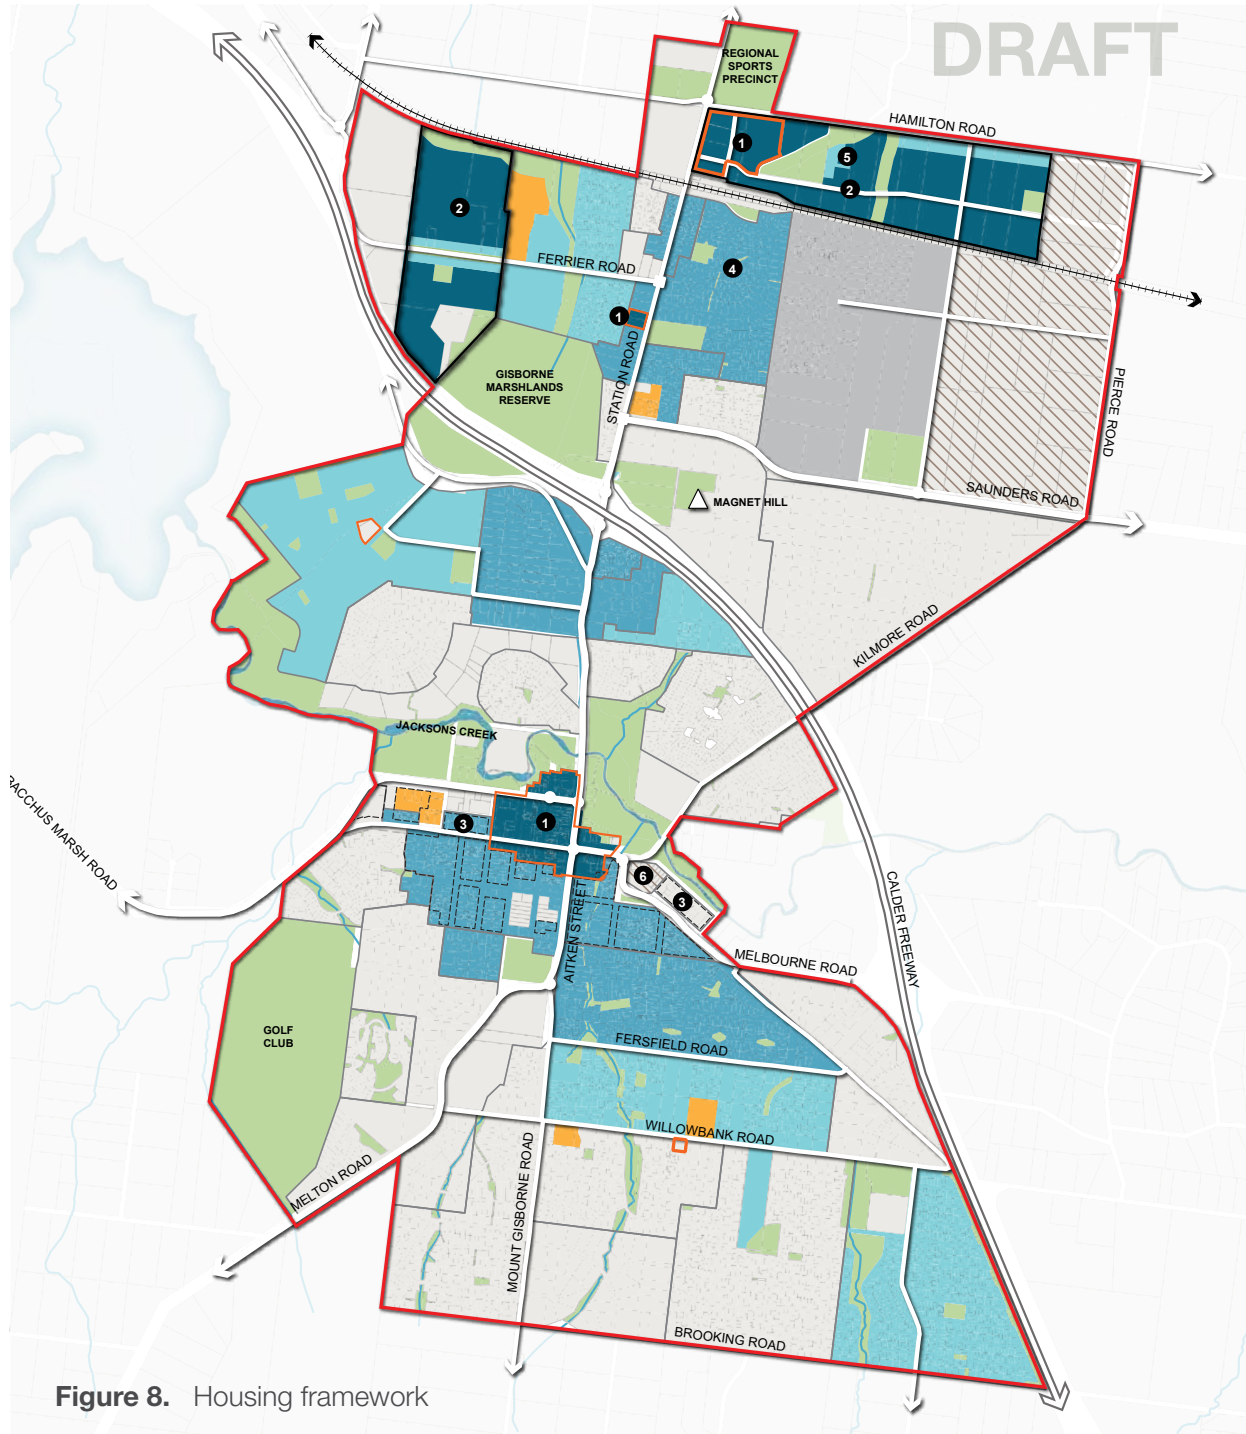 DRAFT
REGIONAL
SPORTS
PRECINCT
HAMILTON ROAD
1
5
2
2
FERRIER ROAD
4
1
STATION ROAD
GISBORNE
MARSHLANDS
RESERVE
PIERCE ROAD
SAUNDERS ROAD
MAGNET HILL
KILMORE ROAD
JACKSONS CREEK
BACCHUS MARSH ROAD
3
1
6
3
CALDER FREEWAY
AITKEN STREET
MELBOURNE ROAD
GOLF
CLUB
FERSFIELD ROAD
WILLOWBANK ROAD
MELTON ROAD
MOUNT GISBORNE ROAD
BROOKING ROAD
Figure 8. Housing framework